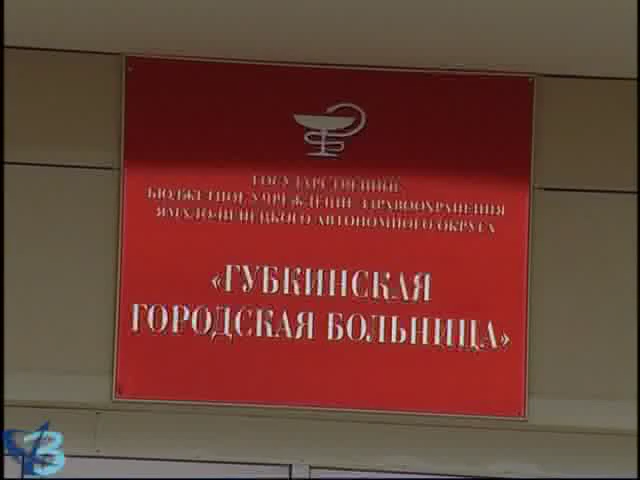 ГОСУДАРСТВЕННОЕ
БЮДЖЕТНОЕ УЧРЕЖДЕНИЕ ЗДРАВООХРАНЕНИЯ
ЯМАЛО-НЕНЕЦКОГО АВТОНОМНОГО ОКРУГА
«ГУБКИНСКАЯ
ГОРОДСКАЯ БОЛЬНИЦА»